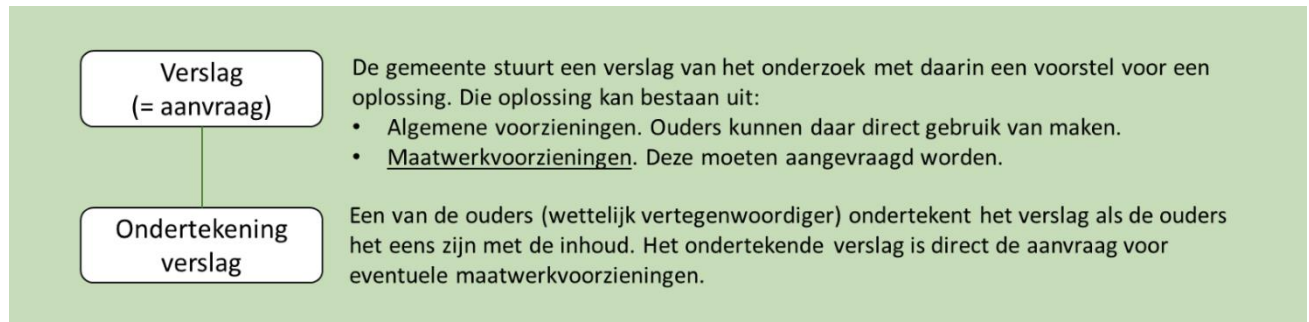 Verslag
(= aanvraag)
De gemeente stuurt een verslag van het onderzoek met daarin een voorstel voor een
oplossing. Die oplossing kan bestaan uit:
• Algemene voorzieningen. Ouders kunnen daar direct gebruik van maken.
• Maatwerkvoorzieningen. Deze moeten aangevraagd worden.
Ondertekening
verslag
Een van de ouders (wettelijk vertegenwoordiger) ondertekent het verslag als de ouders
het eens zijn met de inhoud. Het ondertekende verslag is direct de aanvraag voor
eventuele maatwerkvoorzieningen.